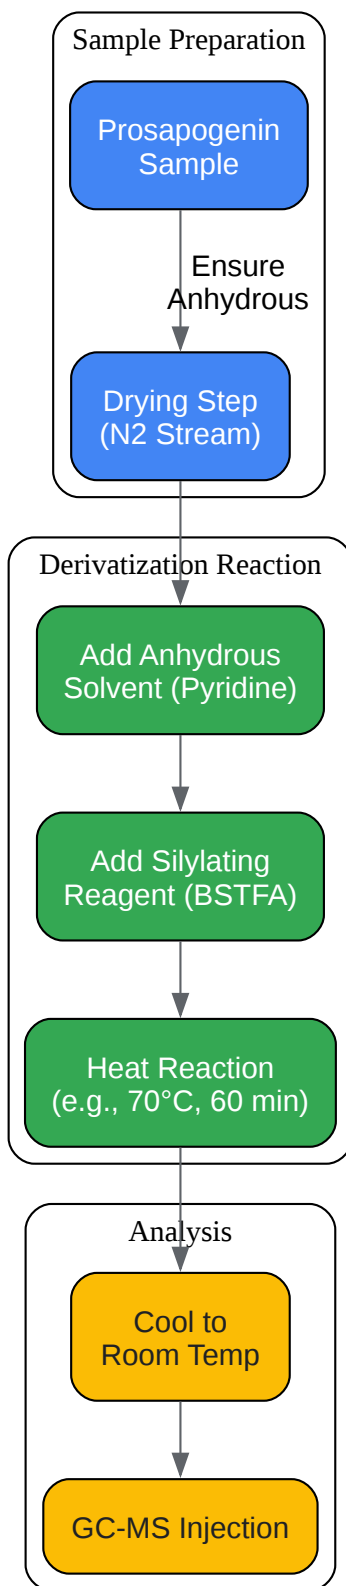 Sample Preparation
Prosapogenin
Sample
Ensure
Anhydrous
Drying Step
(N2 Stream)
Derivatization Reaction
Add Anhydrous
Solvent (Pyridine)
Add Silylating
Reagent (BSTFA)
Heat Reaction
(e.g., 70°C, 60 min)
Analysis
Cool to
Room Temp
GC-MS Injection